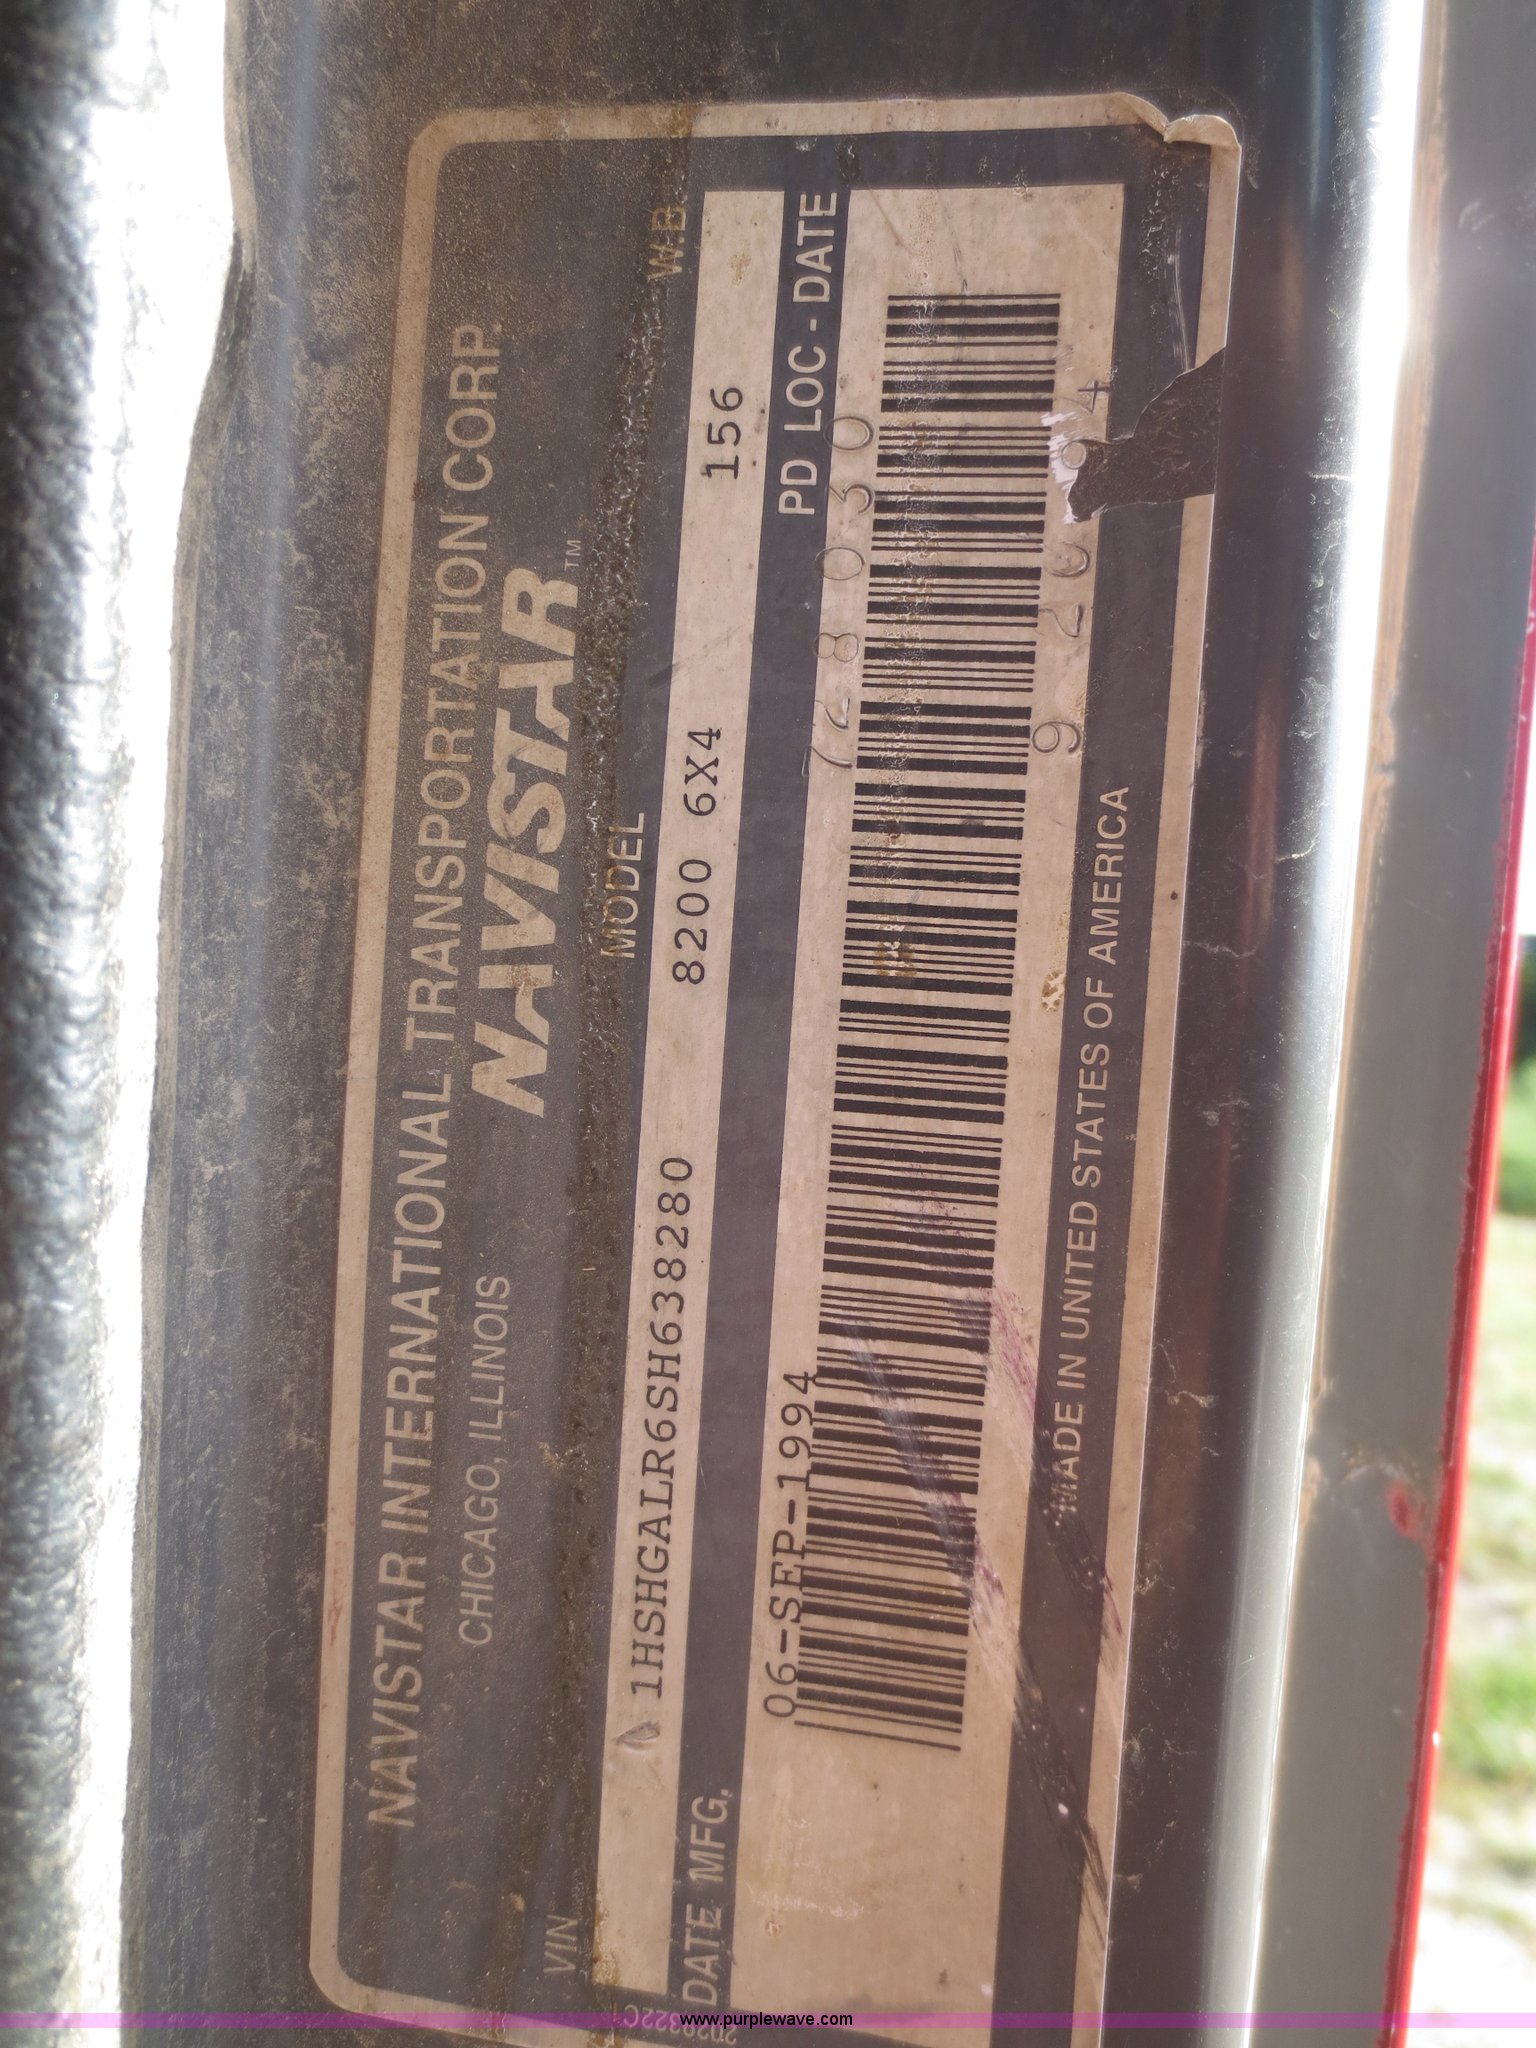 NAVISTAR INTERNATIONAL TRANSPORTATION CORP.
CHICAGO, ILLINOIS
NAVISTAR™
VIN MODEL W.B.
1HSHGALR6SH638280 8200 6X4 156
DATE MFG. PD LOC - DATE
06-SEP-1994
728030
MADE IN UNITED STATES OF AMERICA
www.purplewave.com